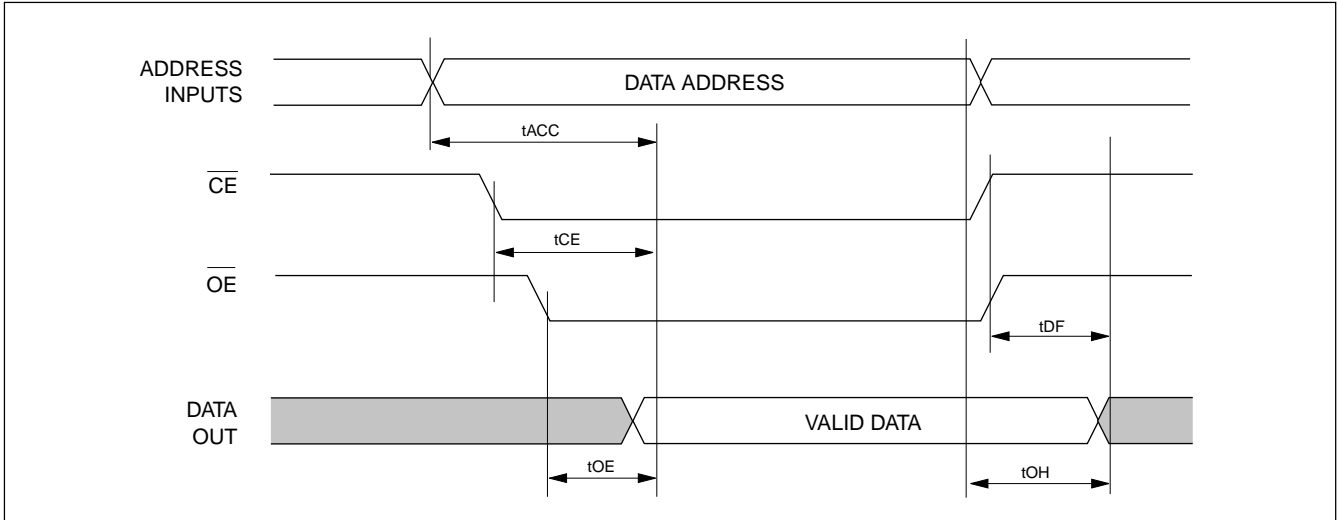 ADDRESS
INPUTS
DATA ADDRESS
tACC
CE
tCE
OE
tDF
DATA
OUT
VALID DATA
tOE
tOH